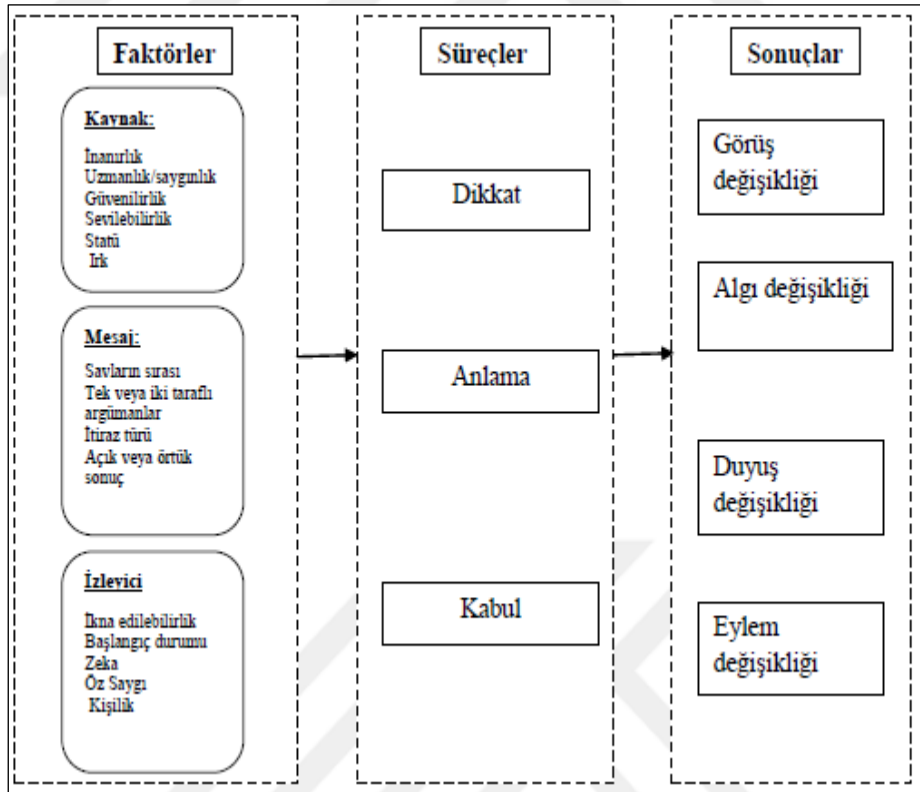 Faktörler
Kaynak:
İnanırlık
Uzmanlık/saygınlık
Güvenilirlik
Sevilebilirlik
Statü
Irk
Mesaj:
Savların sırası
Tek veya iki taraflı
argümanlar
İtiraz türü
Açık veya örtük
sonuç
İzleyici
İkna edilebilirlik
Başlangıç durumu
Zeka
Öz Saygı
Kişilik
Süreçler
Dikkat
Anlama
Kabul
Sonuçlar
Görüş
değişikliği
Algı değişikliği
Duyuş
değişikliği
Eylem
değişikliği